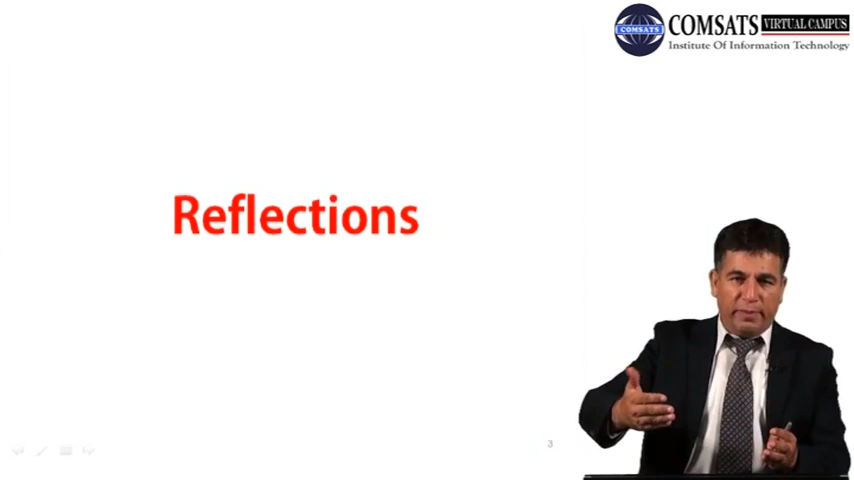 COMSATS VIRTUAL CAMPUS
Institute Of Information Technology
COMSATS
Reflections
3